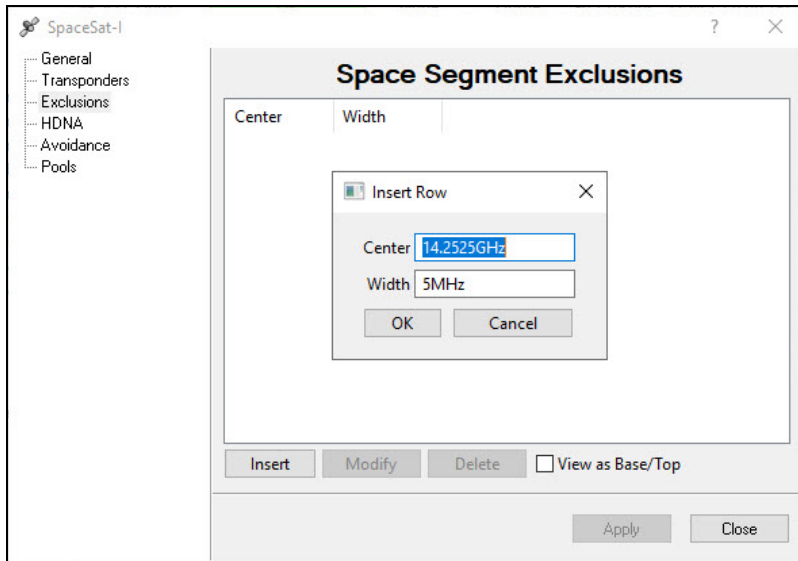 SpaceSat-I
?
General
Transponders
Exclusions
HDNA
Avoidance
Pools
Space Segment Exclusions
Center Width
Insert Row
Center 14.2525GHz
Width 5MHz
OK Cancel
Insert Modify Delete View as Base/Top
Apply Close